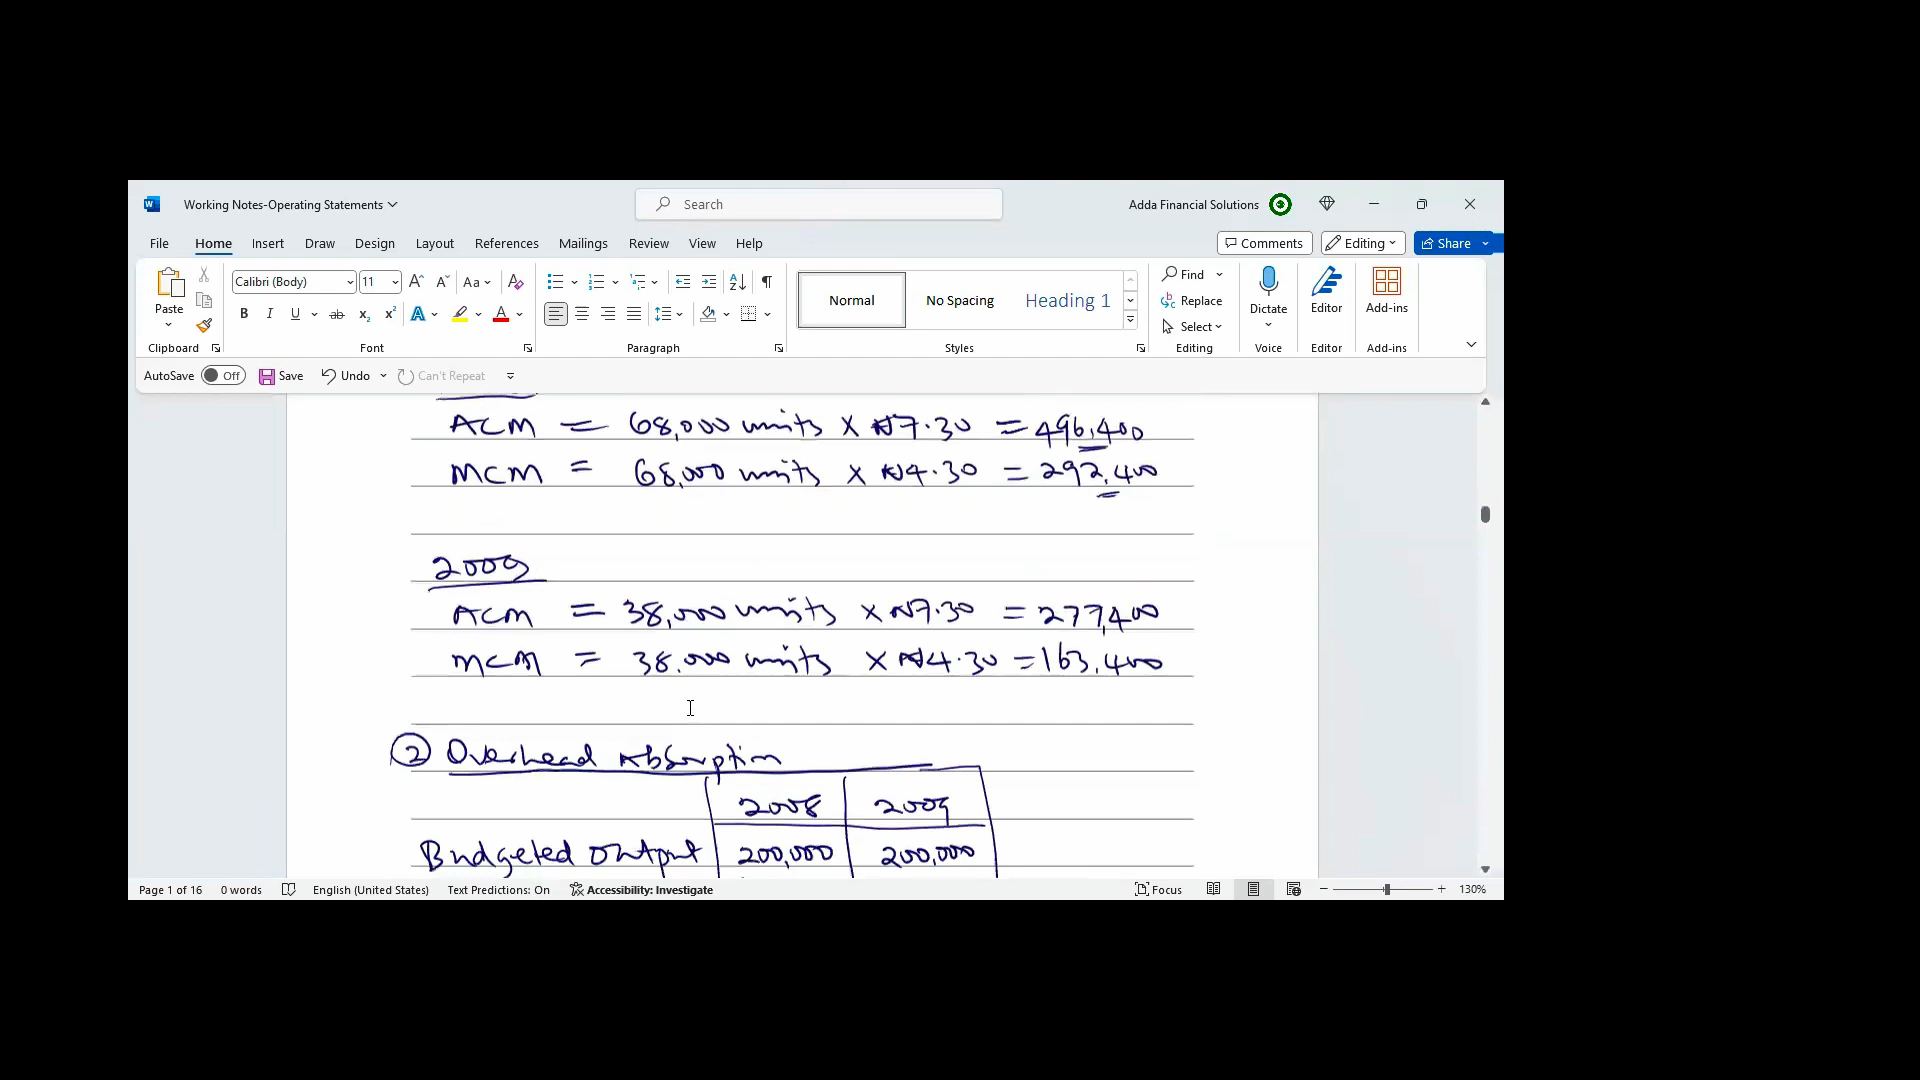 Working Notes-Operating Statements
Search
Adda Financial Solutions
File Home Insert Draw Design Layout References Mailings Review View Help
Comments Editing Share
Paste
Calibri (Body) 11
Normal No Spacing Heading 1
Find
Replace
Select
Dictate
Editor
Add-ins
Clipboard Font Paragraph Styles Editing Voice Editor Add-ins
AutoSave Off Save Undo Can't Repeat
ACM = 68,000 units X ₦7.30 = 496,400
MCM = 68,000 units X ₦4.30 = 292,400
2009
ACM = 38,000 units X ₦7.30 = 277,400
MCM = 38,000 units X ₦4.30 = 163,400
② Overhead Absorption
2008 2009
Budgeted Output 200,000 200,000
Page 1 of 16 0 words English (United States) Text Predictions: On Accessibility: Investigate Focus 130%